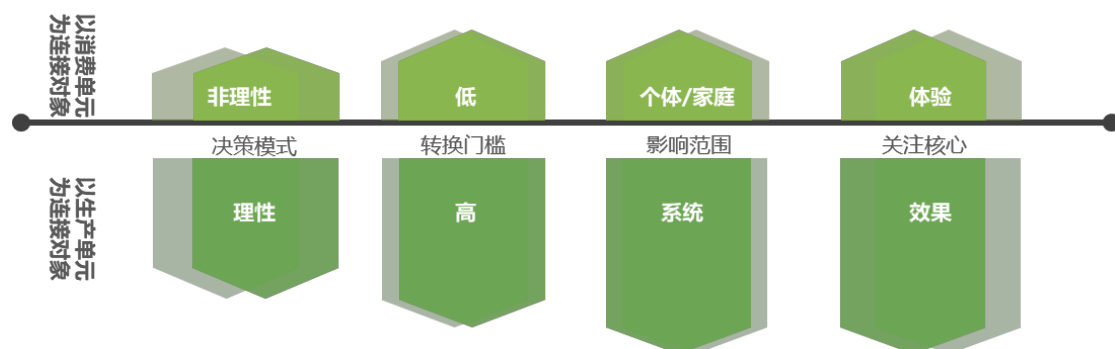 以消费单元
为连接对象
非理性
低
个体/家庭
体验
决策模式
转换门槛
影响范围
关注核心
以生产单元
为连接对象
理性
高
系统
效果